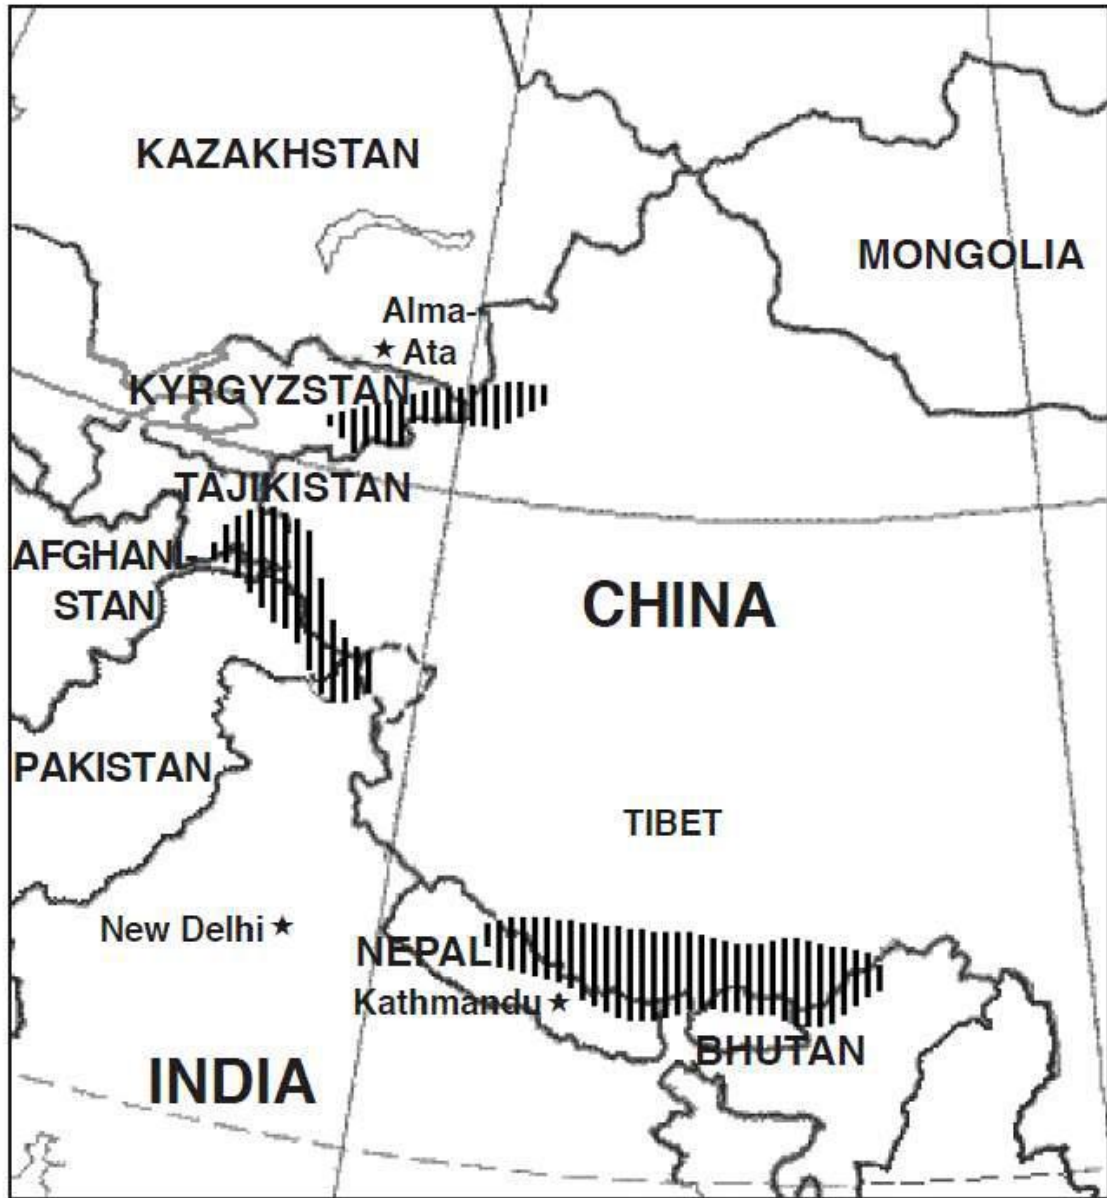 KAZAKHSTAN
MONGOLIA
Alma-
Ata
KYRGYZSTAN
TAJIKISTAN
AFGHANI-
STAN
CHINA
PAKISTAN
TIBET
New Delhi
NEPAL
Kathmandu
BHUTAN
INDIA